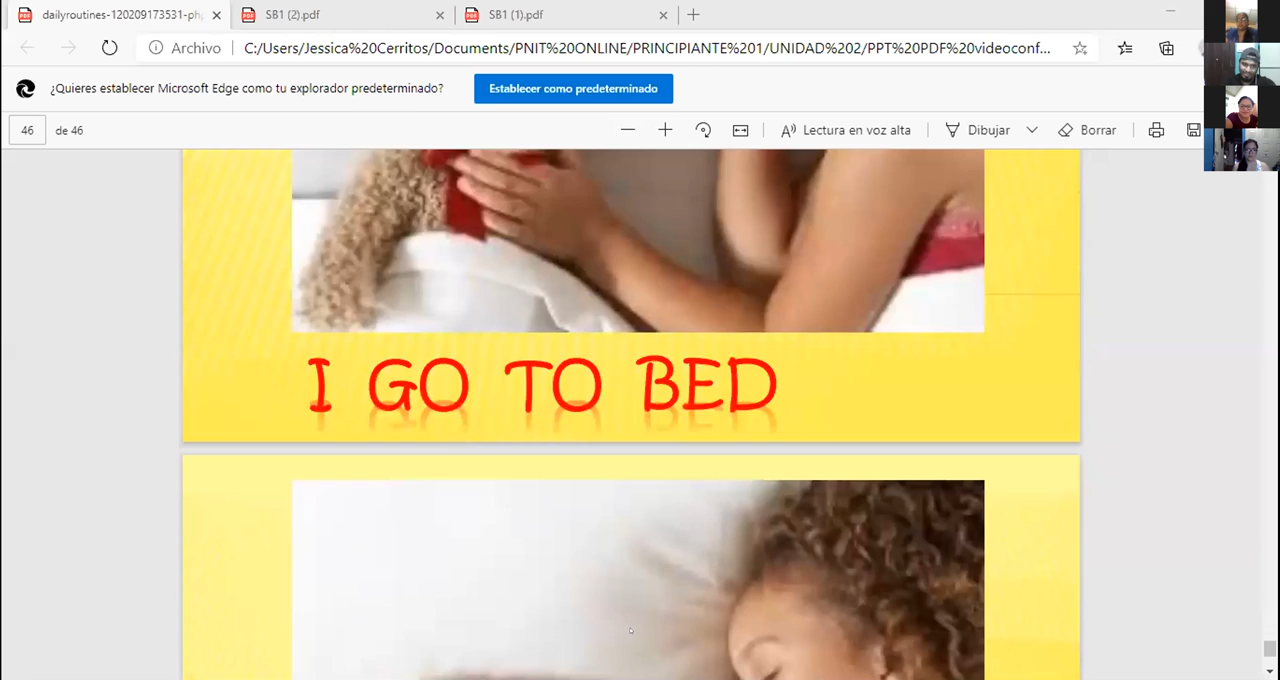 dailyroutines-120209173531-php
SB1 (2).pdf
SB1 (1).pdf
Archivo
C:/Users/Jessica%20Cerritos/Documents/PNIT%20ONLINE/PRINCIPIANTE%201/UNIDAD%202/PPT%20PDF%20videoconf...
¿Quieres establecer Microsoft Edge como tu explorador predeterminado?
Establecer como predeterminado
46 de 46
Lectura en voz alta
Dibujar
Borrar
I GO TO BED